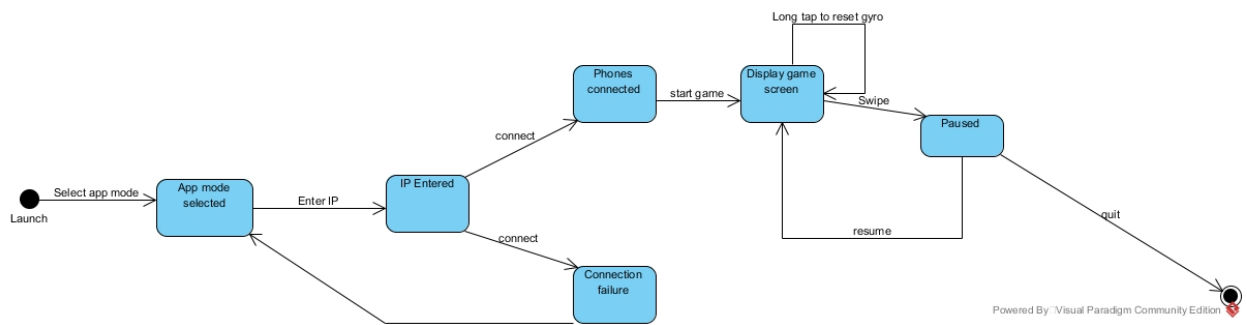 Long tap to reset gyro
Phones
connected
start game
Display game
screen
Swipe
Paused
connect
Launch
Select app mode
App mode
selected
Enter IP
IP Entered
connect
Connection
failure
resume
quit
Powered By Visual Paradigm Community Edition